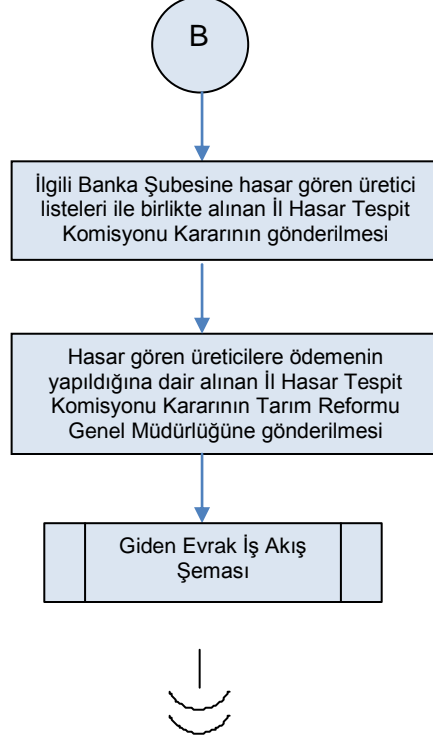 B
İlgili Banka Şubesine hasar gören üretici
listeleri ile birlikte alınan İl Hasar Tespit
Komisyonu Kararının gönderilmesi
Hasar gören üreticilere ödemenin
yapıldığına dair alınan İl Hasar Tespit
Komisyonu Kararının Tarım Reformu
Genel Müdürlüğüne gönderilmesi
Giden Evrak İş Akış
Şeması